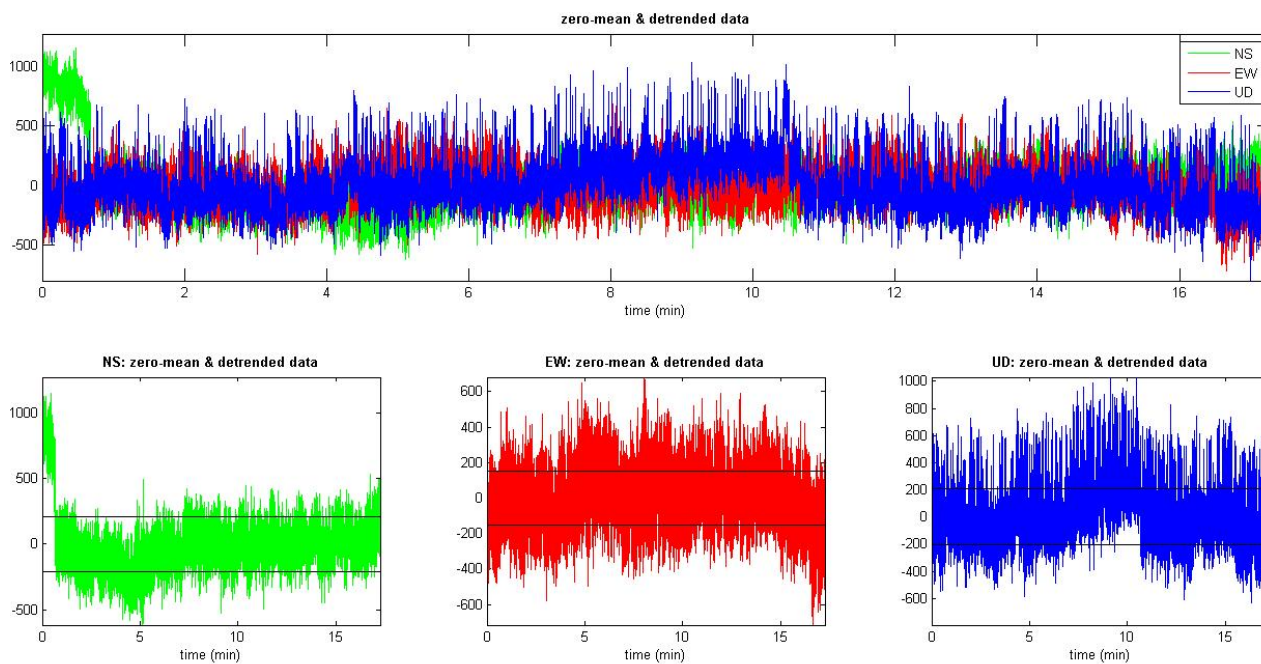 zero-mean & detrended data
1000
500
0
-500
NS
EW
UD
0 2 4 6 8 10 12 14 16
time (min)
NS: zero-mean & detrended data
1000
500
0
-500
0 5 10 15
time (min)
EW: zero-mean & detrended data
600
400
200
0
-200
-400
-600
0 5 10 15
time (min)
UD: zero-mean & detrended data
1000
800
600
400
200
0
-200
-400
-600
0 5 10 15
time (min)